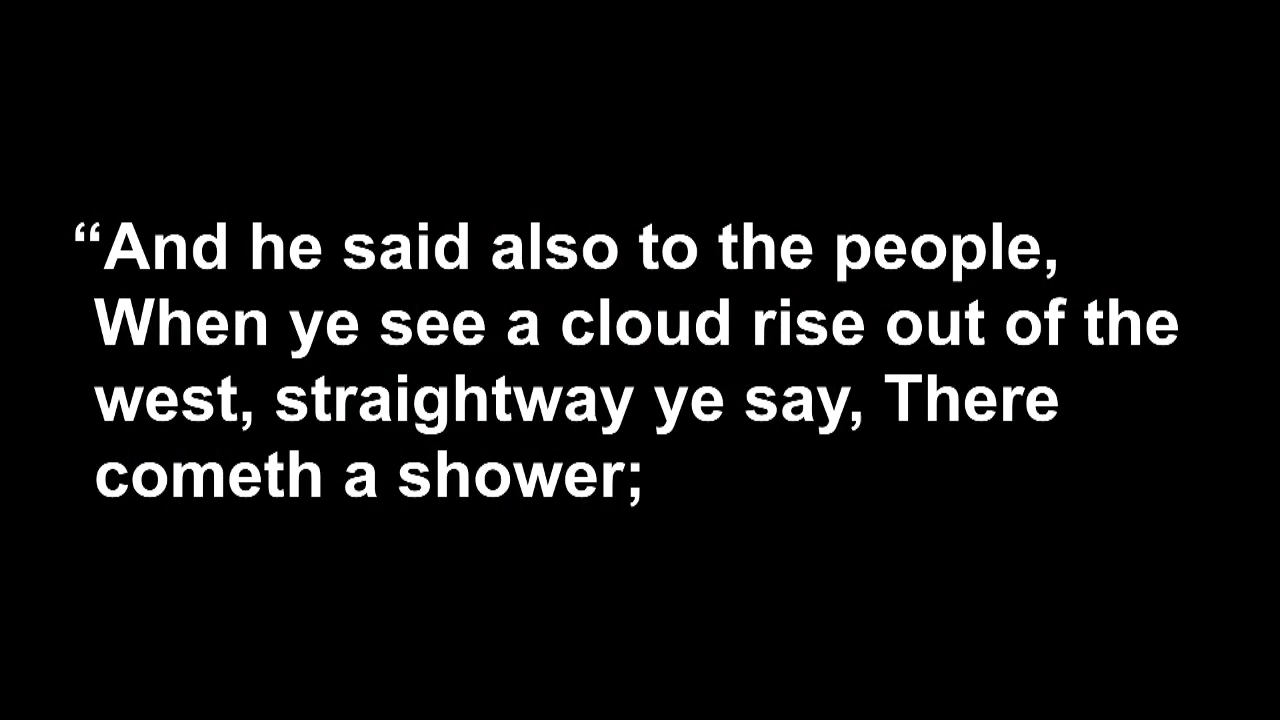 “And he said also to the people,
When ye see a cloud rise out of the
west, straightway ye say, There
cometh a shower;